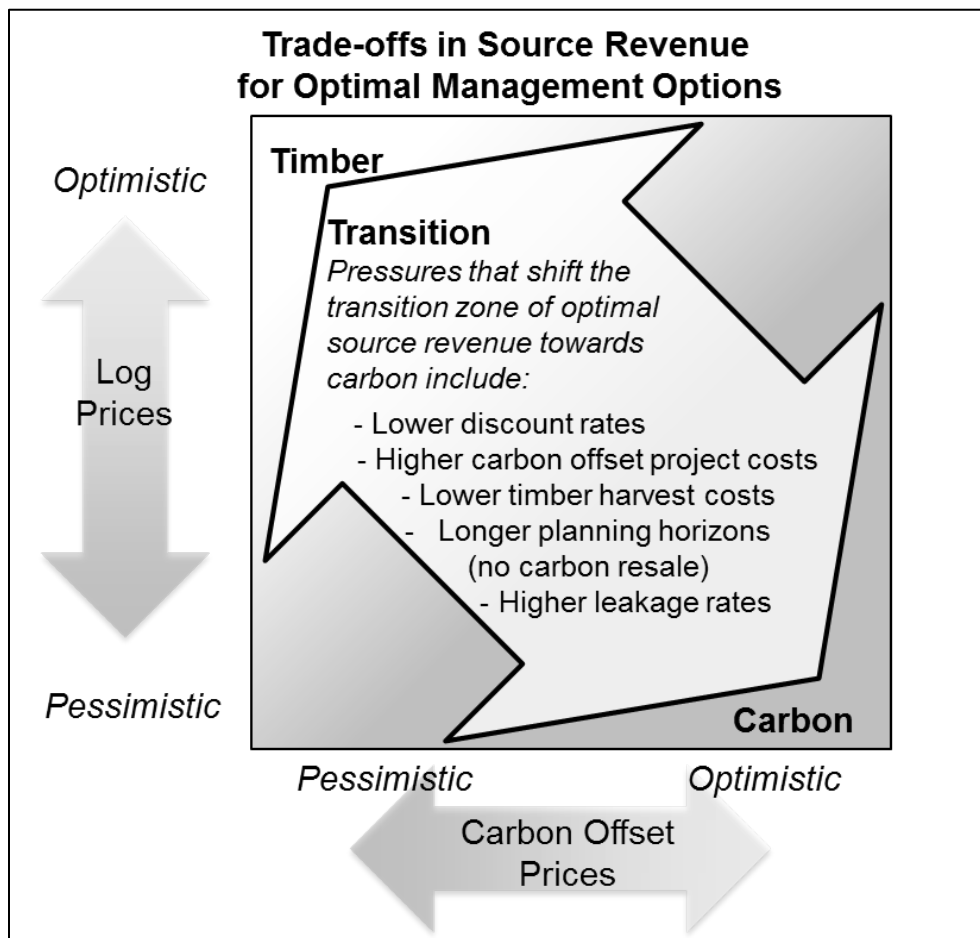 Trade-offs in Source Revenue
for Optimal Management Options
Timber
Optimistic
Transition
Pressures that shift the
transition zone of optimal
source revenue towards
carbon include:
- Lower discount rates
- Higher carbon offset project costs
- Lower timber harvest costs
- Longer planning horizons
(no carbon resale)
- Higher leakage rates
Log
Prices
Pessimistic
Carbon
Pessimistic
Optimistic
Carbon Offset
Prices